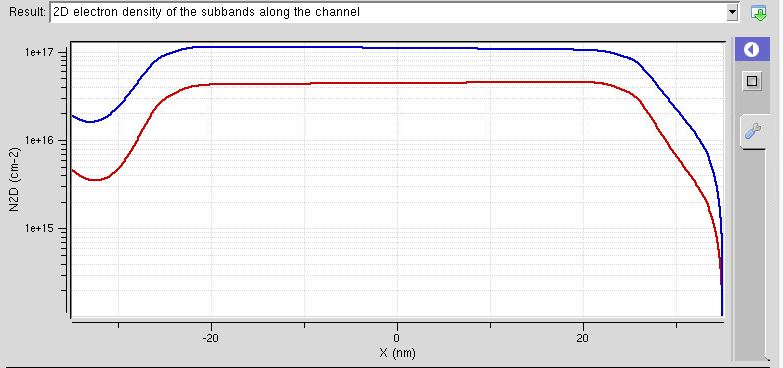 Result: 2D electron density of the subbands along the channel
1e+17
1e+16
1e+15
N2D (cm-2)
-20 0 20
X (nm)